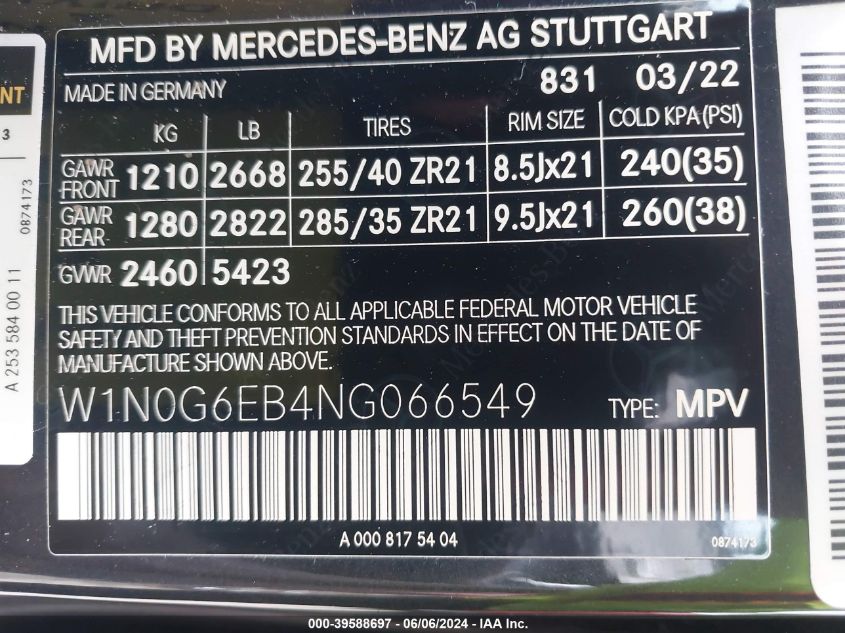 MFD BY MERCEDES-BENZ AG STUTTGART
MADE IN GERMANY 831 03/22
KG LB TIRES RIM SIZE COLD KPA (PSI)
GAWR FRONT 1210 2668 255/40 ZR21 8.5Jx21 240(35)
GAWR REAR 1280 2822 285/35 ZR21 9.5Jx21 260(38)
GVWR 2460 5423
THIS VEHICLE CONFORMS TO ALL APPLICABLE FEDERAL MOTOR VEHICLE
SAFETY AND THEFT PREVENTION STANDARDS IN EFFECT ON THE DATE OF
MANUFACTURE SHOWN ABOVE.
W1N0G6EB4NG066549 TYPE: MPV
A 000 817 54 04 0874173
NT
3
0874173
A 253 584 00 11
000-39588697 - 06/06/2024 - IAA Inc.